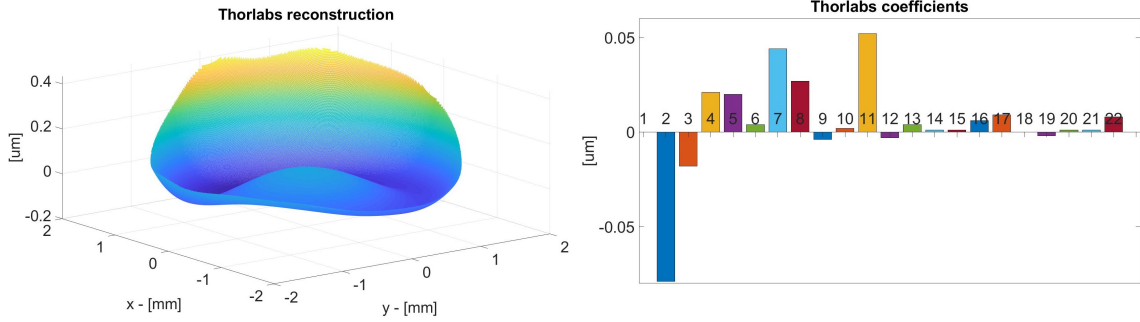 Thorlabs reconstruction
[um]
0.4
0.2
0
-0.2
2
1
0
-1
-2
x - [mm]
-2
-1
0
1
2
y - [mm]
Thorlabs coefficients
[um]
0.05
0
-0.05
1 2 3 4 5 6 7 8 9 10 11 12 13 14 15 16 17 18 19 20 21 22